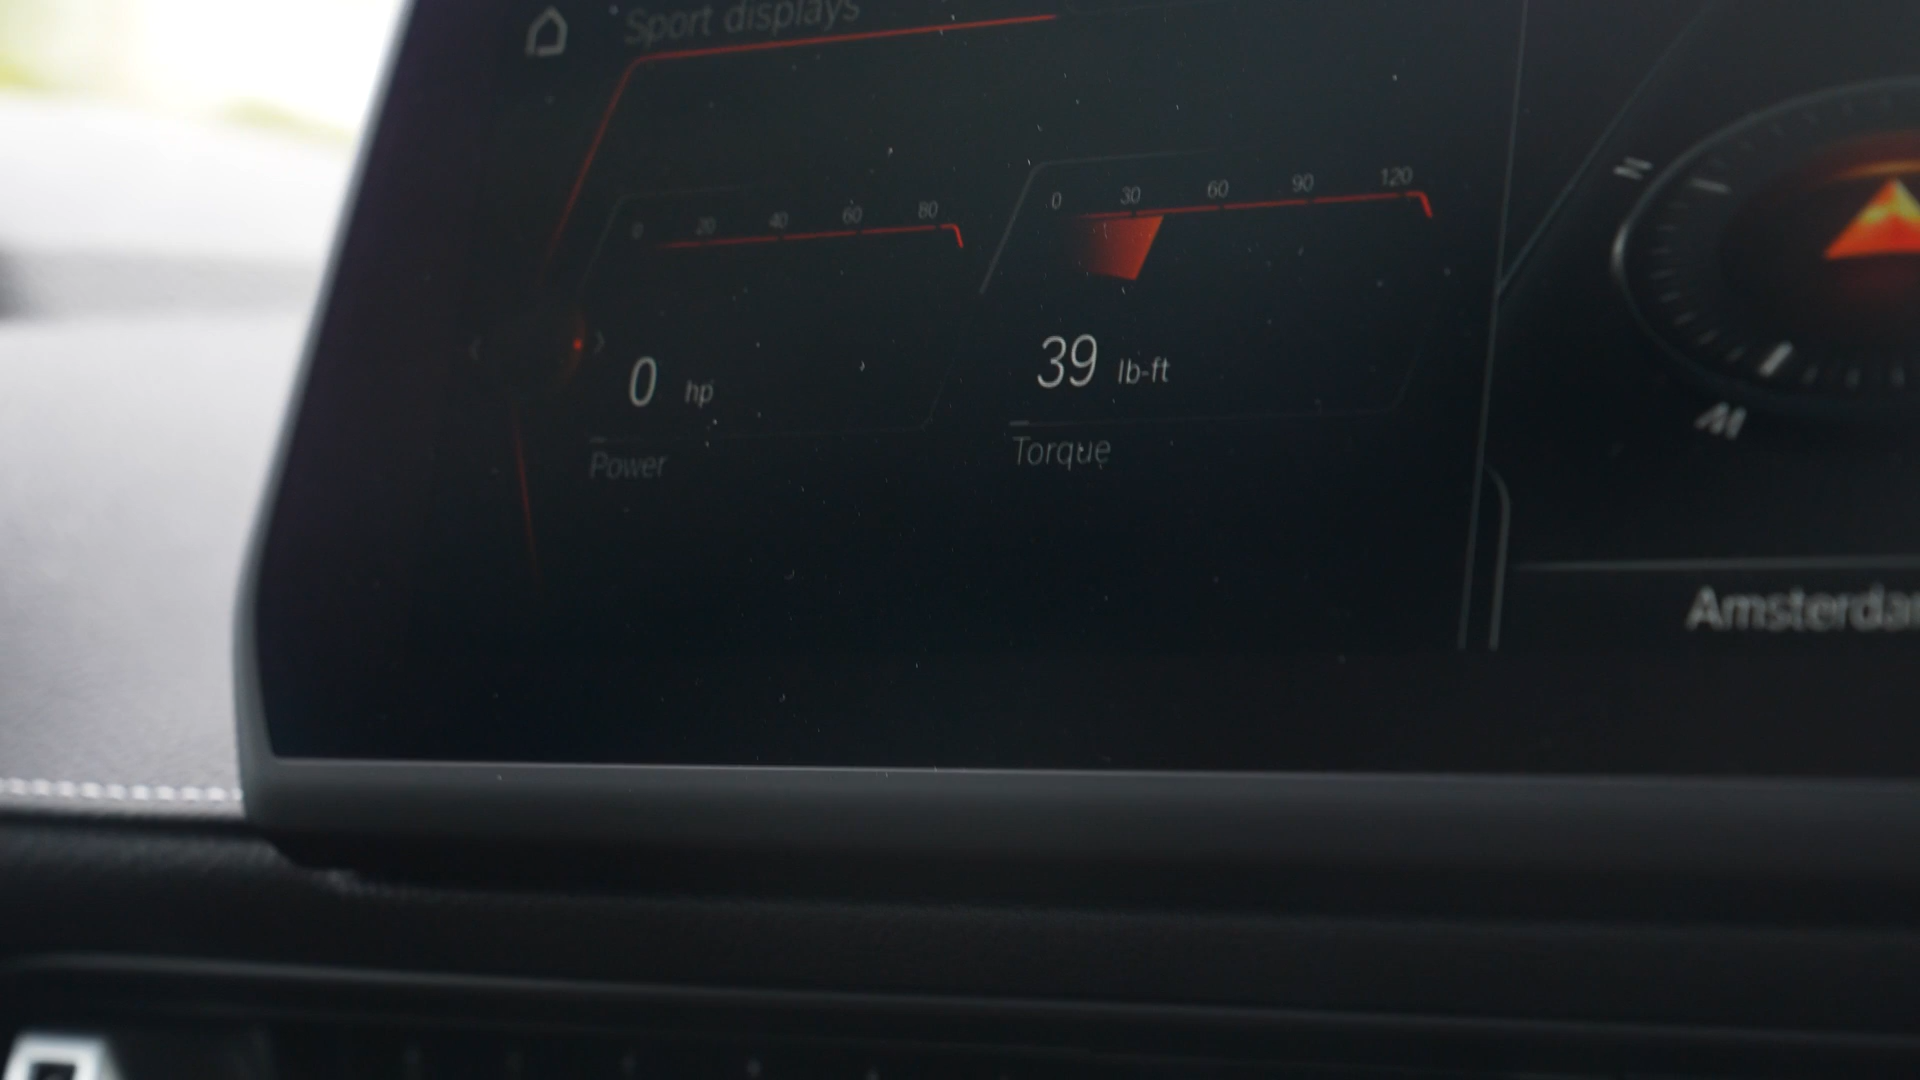 Sport displays
0 20 40 60 80
0 hp
Power
0 30 60 90 120
39 lb-ft
Torque
N
Amsterda